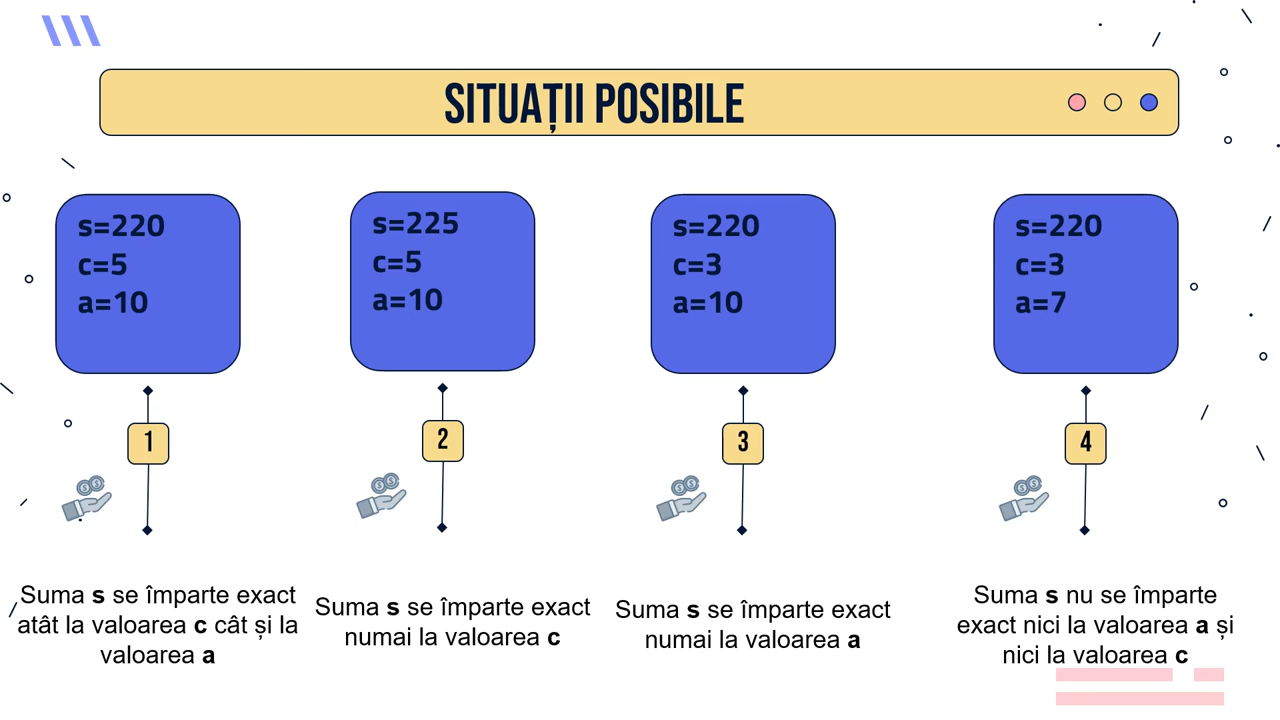 SITUAȚII POSIBILE
s=220
c=5
a=10
1
Suma s se împarte exact
atât la valoarea c cât și la
valoarea a
s=225
c=5
a=10
2
Suma s se împarte exact
numai la valoarea c
s=220
c=3
a=10
3
Suma s se împarte exact
numai la valoarea a
s=220
c=3
a=7
4
Suma s nu se împarte
exact nici la valoarea a și
nici la valoarea c